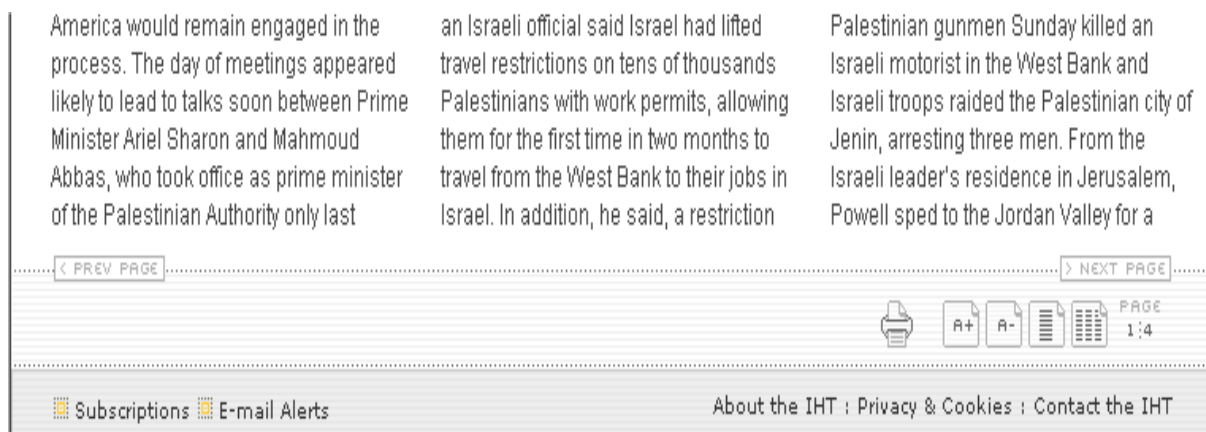 America would remain engaged in the
process. The day of meetings appeared
likely to lead to talks soon between Prime
Minister Ariel Sharon and Mahmoud
Abbas, who took office as prime minister
of the Palestinian Authority only last
an Israeli official said Israel had lifted
travel restrictions on tens of thousands
Palestinians with work permits, allowing
them for the first time in two months to
travel from the West Bank to their jobs in
Israel. In addition, he said, a restriction
Palestinian gunmen Sunday killed an
Israeli motorist in the West Bank and
Israeli troops raided the Palestinian city of
Jenin, arresting three men. From the
Israeli leader's residence in Jerusalem,
Powell sped to the Jordan Valley for a
< PREV PAGE
> NEXT PAGE
A+ A- PAGE
1:4
Subscriptions E-mail Alerts
About the IHT : Privacy & Cookies : Contact the IHT